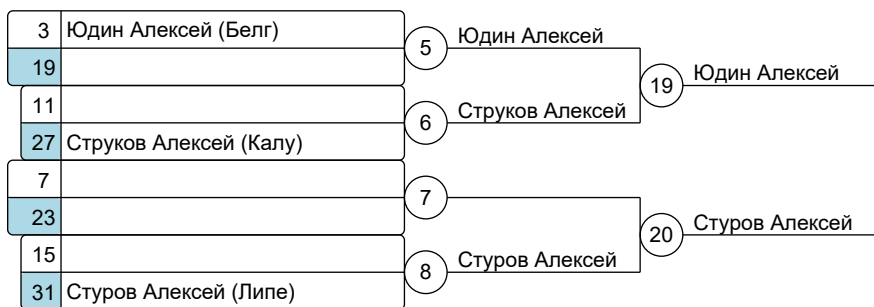 3 Юдин Алексей (Белг)
19
11
27 Струков Алексей (Калу)
7
23
15
31 Стуров Алексей (Липе)
5 Юдин Алексей
6 Струков Алексей
7
8 Стуров Алексей
19 Юдин Алексей
20 Стуров Алексей